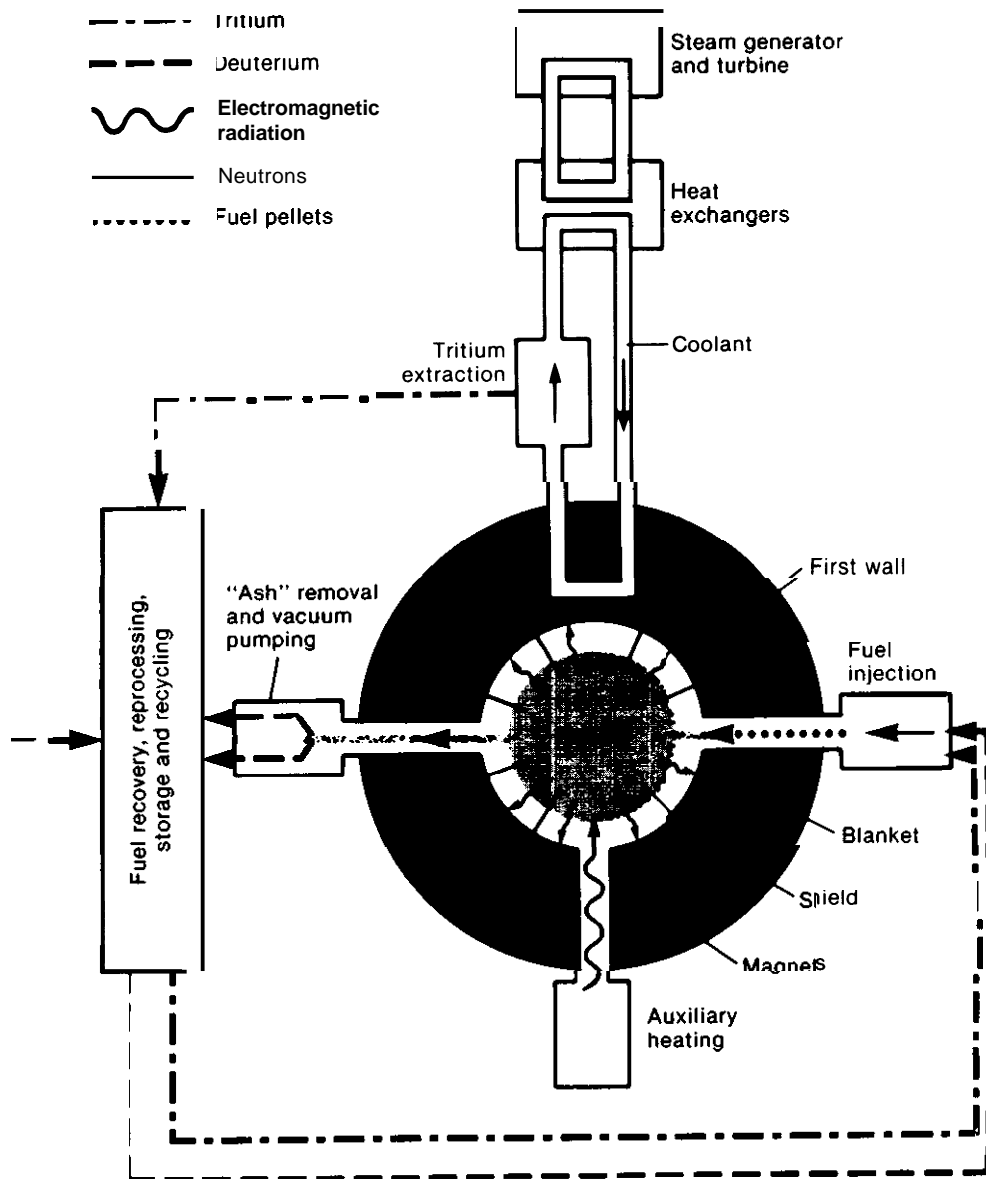 Tritium
Deuterium
Electromagnetic
radiation
Neutrons
Fuel pellets
Steam generator
and turbine
Heat
exchangers
Tritium
extraction
Coolant
First wall
"Ash" removal
and vacuum
pumping
Fuel
injection
Fuel recovery, reprocessing,
storage and recycling
Blanket
Shield
Magnets
Auxiliary
heating